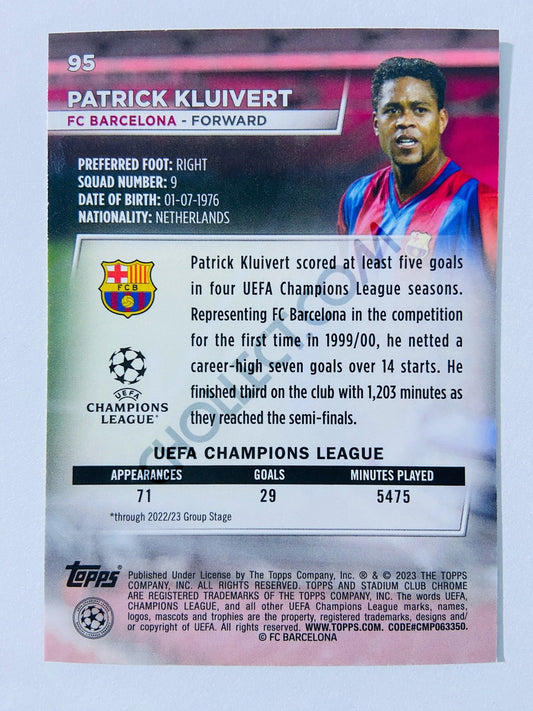 95
PATRICK KLUIVERT
FC BARCELONA - FORWARD
PREFERRED FOOT: RIGHT
SQUAD NUMBER: 9
DATE OF BIRTH: 01-07-1976
NATIONALITY: NETHERLANDS
FCB
Patrick Kluivert scored at least five goals
in four UEFA Champions League seasons.
Representing FC Barcelona in the competition
for the first time in 1999/00, he netted a
career-high seven goals over 14 starts. He
finished third on the club with 1,203 minutes as
they reached the semi-finals.
UEFA
CHAMPIONS
LEAGUE®
UEFA CHAMPIONS LEAGUE
APPEARANCES GOALS MINUTES PLAYED
71 29 5475
*through 2022/23 Group Stage
Topps®
Published Under License by The Topps Company, Inc. ® & © 2023 THE TOPPS
COMPANY, INC. ALL RIGHTS RESERVED. TOPPS AND STADIUM CLUB CHROME
ARE REGISTERED TRADEMARKS OF THE TOPPS COMPANY, INC. The words UEFA,
CHAMPIONS LEAGUE, and all other UEFA Champions League marks, names,
logos, mascots and trophies are the property, registered trademarks, designs and/
or copyright of UEFA. All rights reserved. WWW.TOPPS.COM. CODE#CMP063350.
© FC BARCELONA